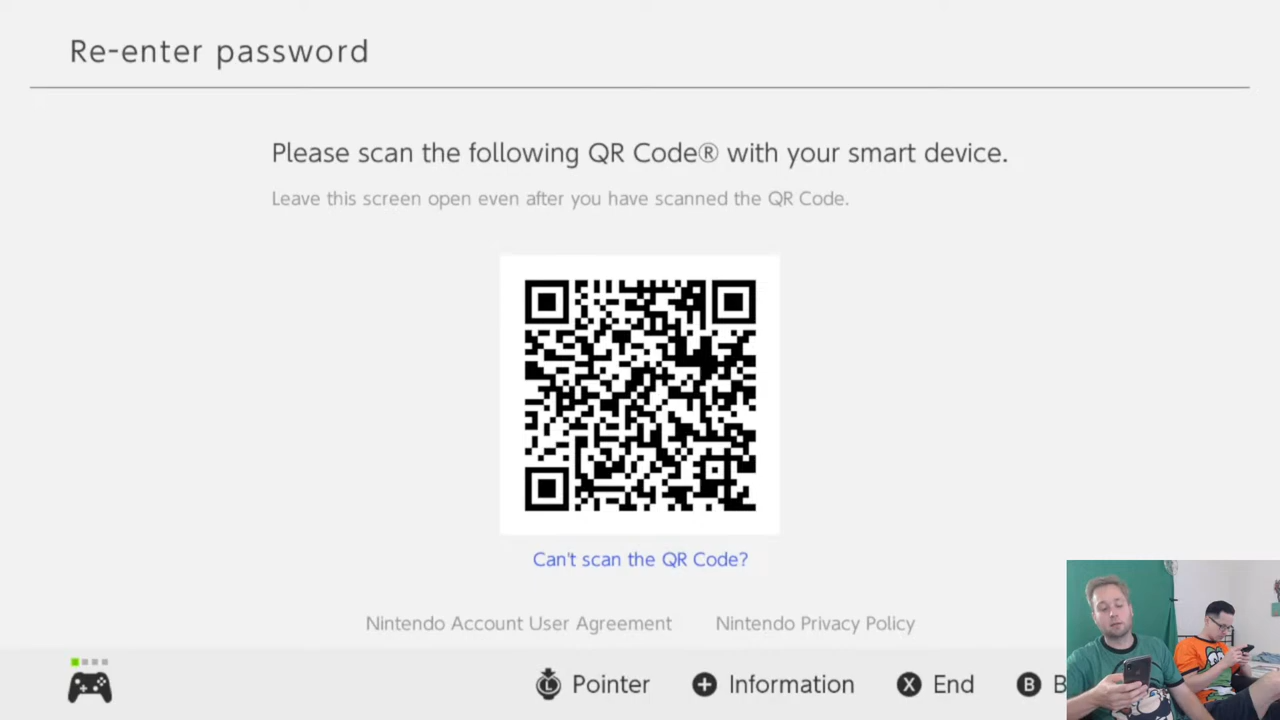 Re-enter password
Please scan the following QR Code® with your smart device.
Leave this screen open even after you have scanned the QR Code.
Can't scan the QR Code?
Nintendo Account User Agreement Nintendo Privacy Policy
L Pointer + Information X End B